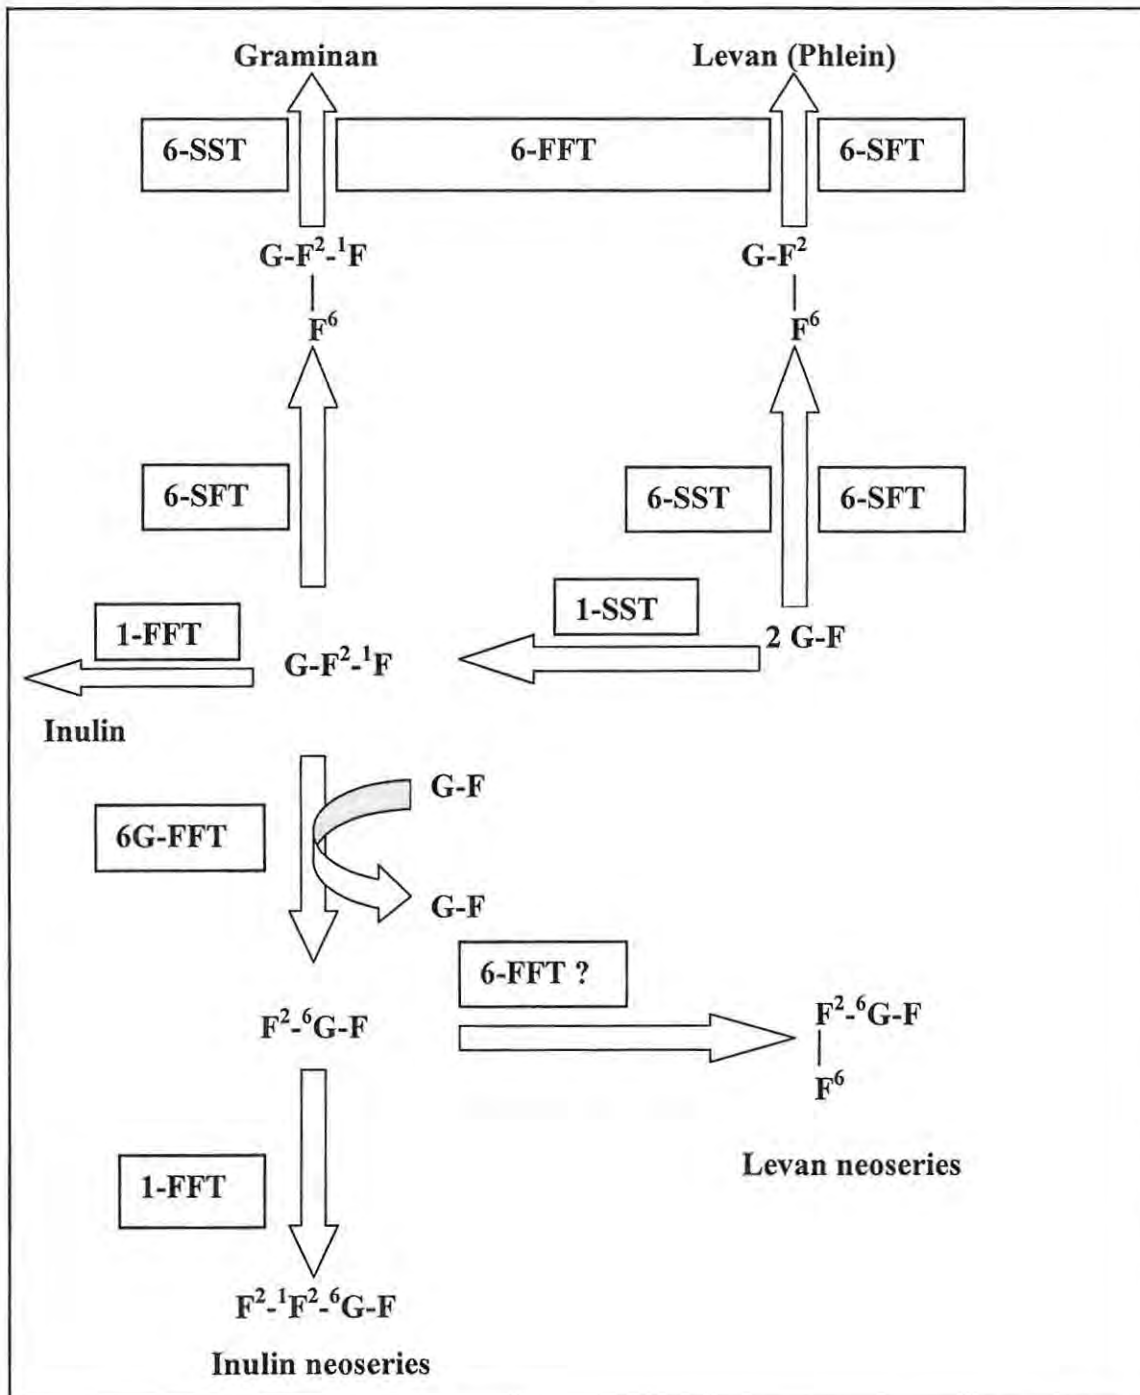 Graminan Levan (Phlein)
6-SST 6-FFT 6-SFT
G-F²-¹F G-F²
F⁶ F⁶
6-SFT 6-SST 6-SFT
1-SST
1-FFT 2 G-F
G-F²-¹F
Inulin
G-F
6G-FFT
G-F
6-FFT ?
F²-⁶G-F F²-⁶G-F
F⁶
Levan neoseries
1-FFT
F²-¹F²-⁶G-F
Inulin neoseries